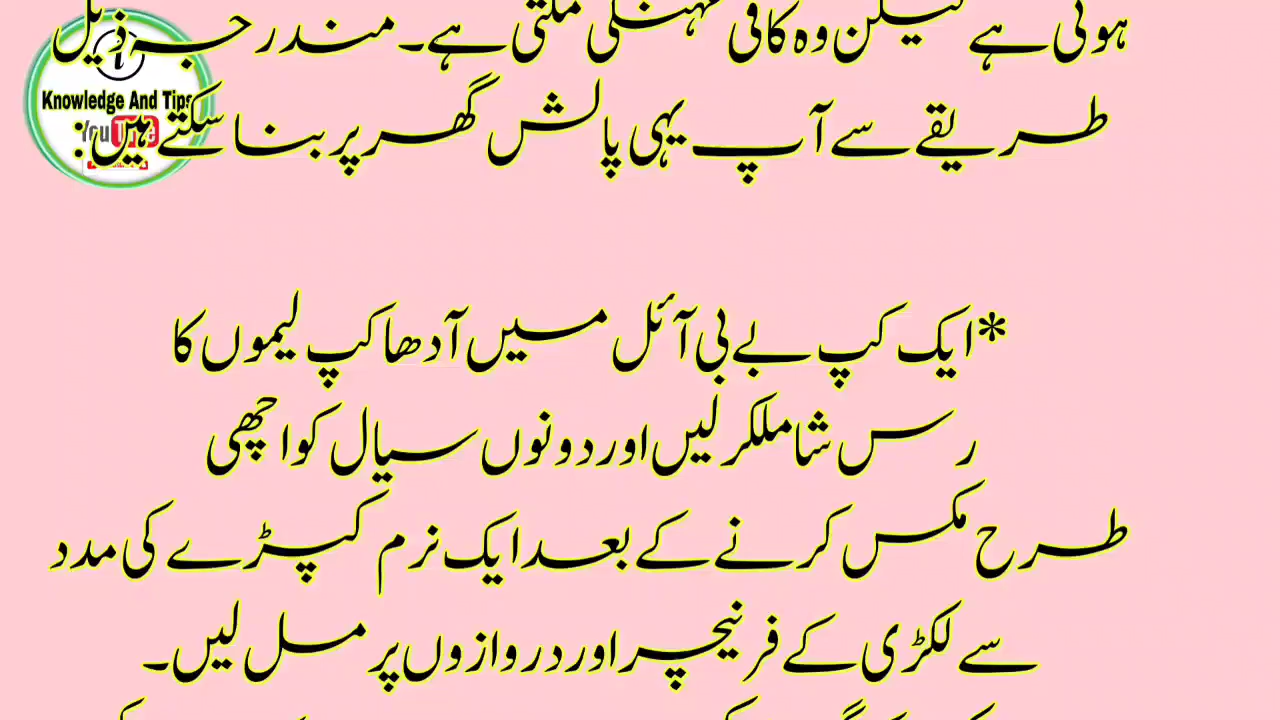 ہوتی ہے لیکن وہ کافی مہنگی ملتی ہے۔ مندرجہ ذیل
طریقے سے آپ یہی پالش گھر پر بنا سکتے ہیں:
Knowledge And Tips
YouTube
*ایک کپ بے بی آئل میں آدھا کپ لیموں کا
رس شاملکر لیں اور دونوں سیال کو اچھی
طرح مکس کرنے کے بعد ایک نرم کپڑے کی مدد
سے لکڑی کے فرنیچر اور دروازوں پر مل لیں۔